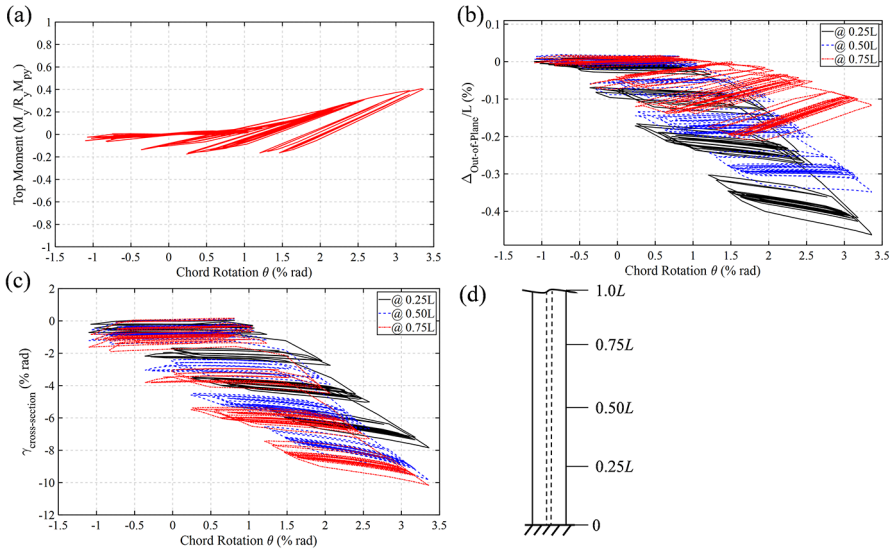 (a)
Top Moment (M_y/R_yM_py)
1
0.8
0.6
0.4
0.2
0
-0.2
-0.4
-0.6
-0.8
-1
-1.5 -1 -0.5 0 0.5 1 1.5 2 2.5 3 3.5
Chord Rotation θ (% rad)
(b)
Δ_Out-of-Plane/L (%)
0.1
0
-0.1
-0.2
-0.3
-0.4
-1.5 -1 -0.5 0 0.5 1 1.5 2 2.5 3 3.5
Chord Rotation θ (% rad)
@ 0.25L
@ 0.50L
@ 0.75L
(c)
γ_cross-section (% rad)
2
0
-2
-4
-6
-8
-10
-12
-1.5 -1 -0.5 0 0.5 1 1.5 2 2.5 3 3.5
Chord Rotation θ (% rad)
@ 0.25L
@ 0.50L
@ 0.75L
(d)
1.0L
0.75L
0.50L
0.25L
0